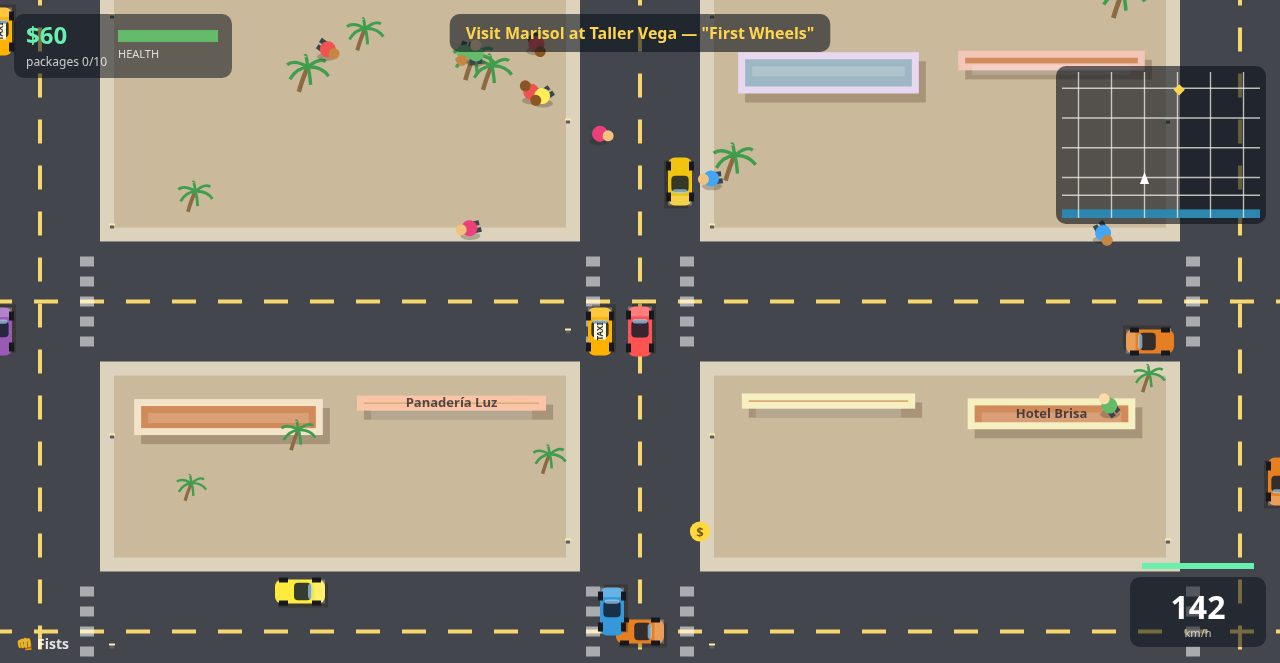 $60
packages 0/10
HEALTH
Visit Marisol at Taller Vega — "First Wheels"
TAXI
TAXI
Panadería Luz
Hotel Brisa
$
👊 Fists
142
km/h